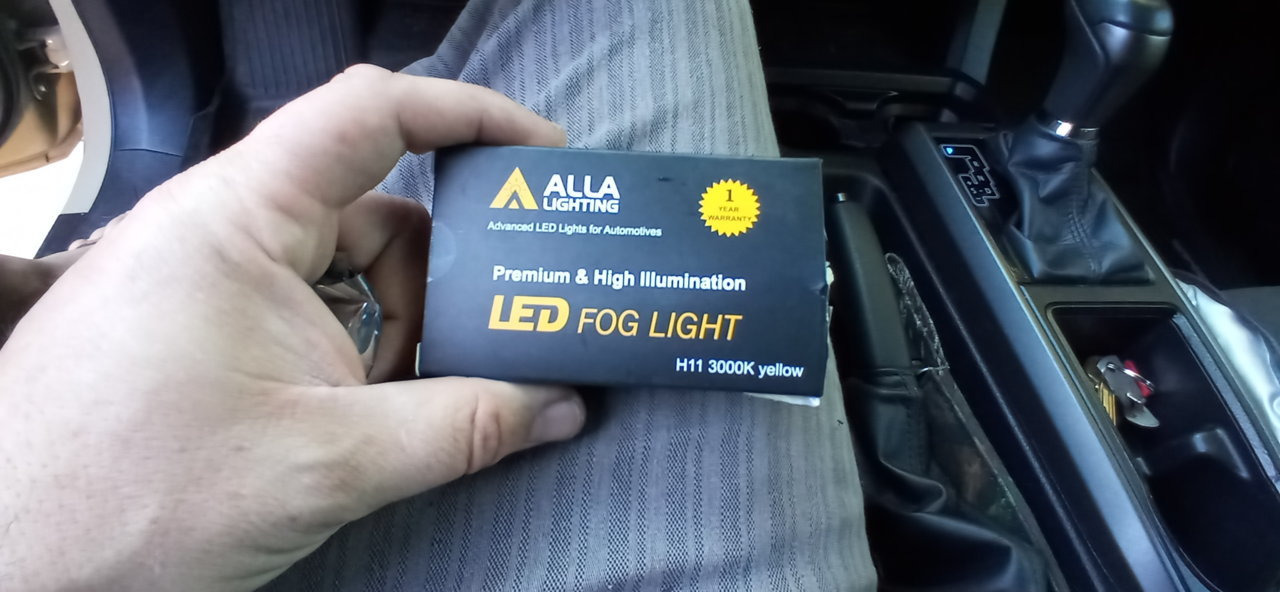 ALLA
LIGHTING
Advanced LED Lights for Automotives
1
YEAR
WARRANTY
Premium & High Illumination
LED FOG LIGHT
H11 3000K yellow